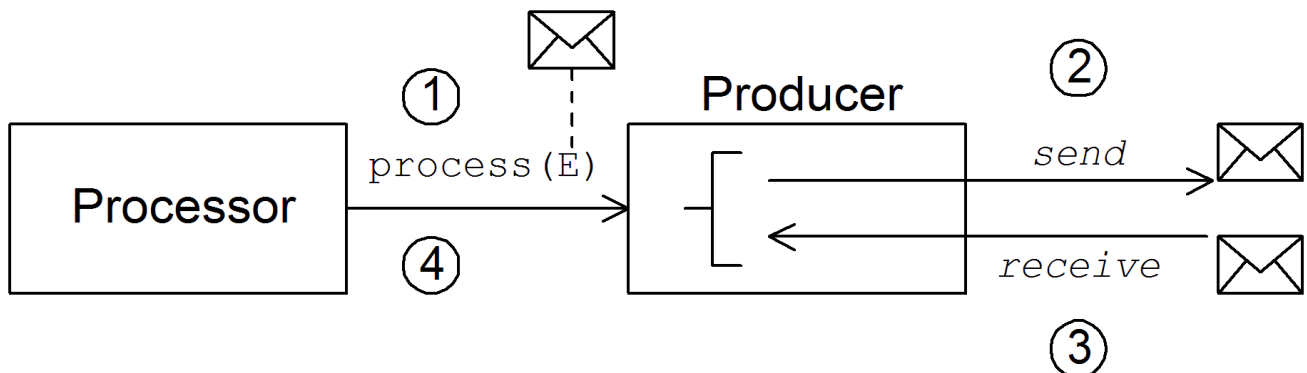 1
2
Producer
process(E)
send
Processor
4
receive
3